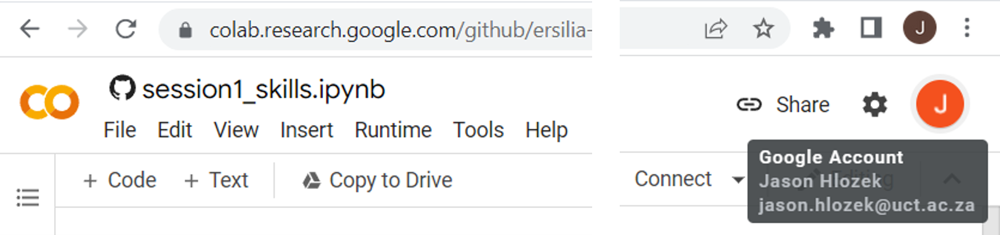 colab.research.google.com/github/ersilia-
J
session1_skills.ipynb
Share
J
File Edit View Insert Runtime Tools Help
+ Code + Text Copy to Drive
Connect
Google Account
Jason Hlozek
jason.hlozek@uct.ac.za